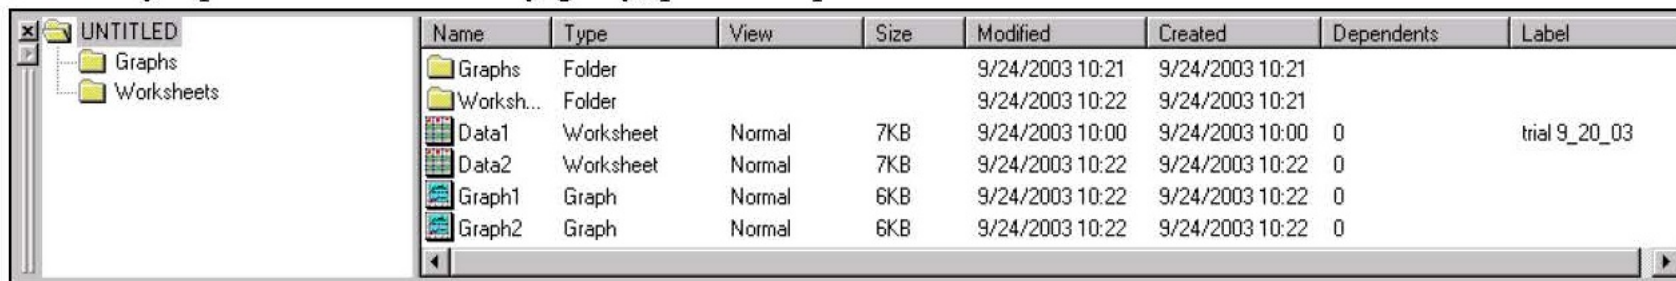 UNTITLED
Graphs
Worksheets
Name Type View Size Modified Created Dependents Label
Graphs Folder 9/24/2003 10:21 9/24/2003 10:21
Worksh... Folder 9/24/2003 10:22 9/24/2003 10:21
Data1 Worksheet Normal 7KB 9/24/2003 10:00 9/24/2003 10:00 0 trial 9_20_03
Data2 Worksheet Normal 7KB 9/24/2003 10:22 9/24/2003 10:22 0
Graph1 Graph Normal 6KB 9/24/2003 10:22 9/24/2003 10:22 0
Graph2 Graph Normal 6KB 9/24/2003 10:22 9/24/2003 10:22 0